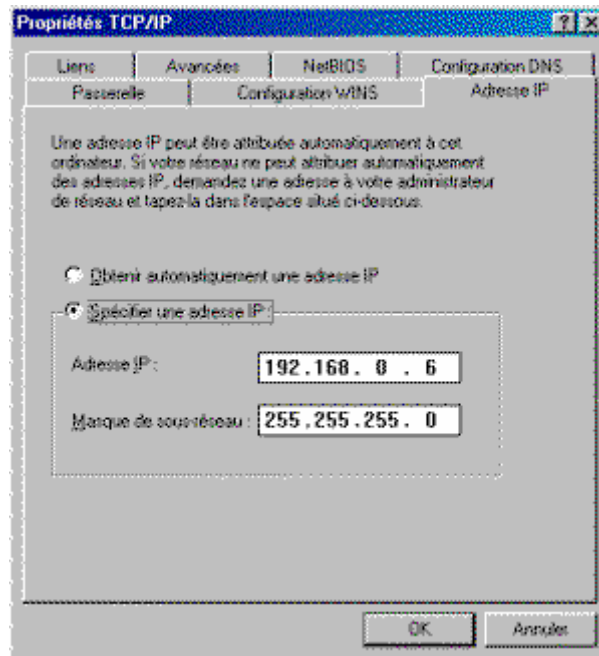 Propriétés TCP/IP
Liens Avancées NetBIOS Configuration DNS
Passerelle Configuration WINS Adresse IP
Une adresse IP peut être attribuée automatiquement à cet
ordinateur. Si votre réseau ne peut attribuer automatiquement
des adresses IP, demandez une adresse à votre administrateur
de réseau et tapez-la dans l'espace situé ci-dessous.
Obtenir automatiquement une adresse IP
Spécifier une adresse IP :
Adresse IP : 192.168. 0 . 6
Masque de sous-réseau : 255.255.255. 0
OK Annuler